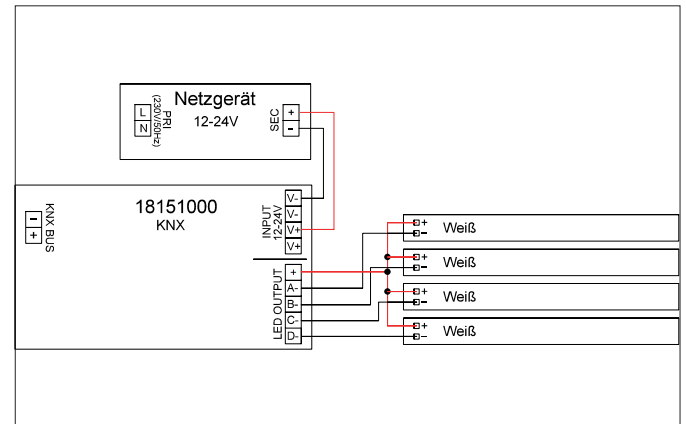 Netzgerät
12-24V
L
N
PRI
(230V/50Hz)
SEC
+
-
18151000
KNX
KNX BUS
-
+
INPUT
12-24V
V-
V-
V+
V+
LED OUTPUT
+
A-
B-
C-
D-
+
-
Weiß
+
-
Weiß
+
-
Weiß
+
-
Weiß